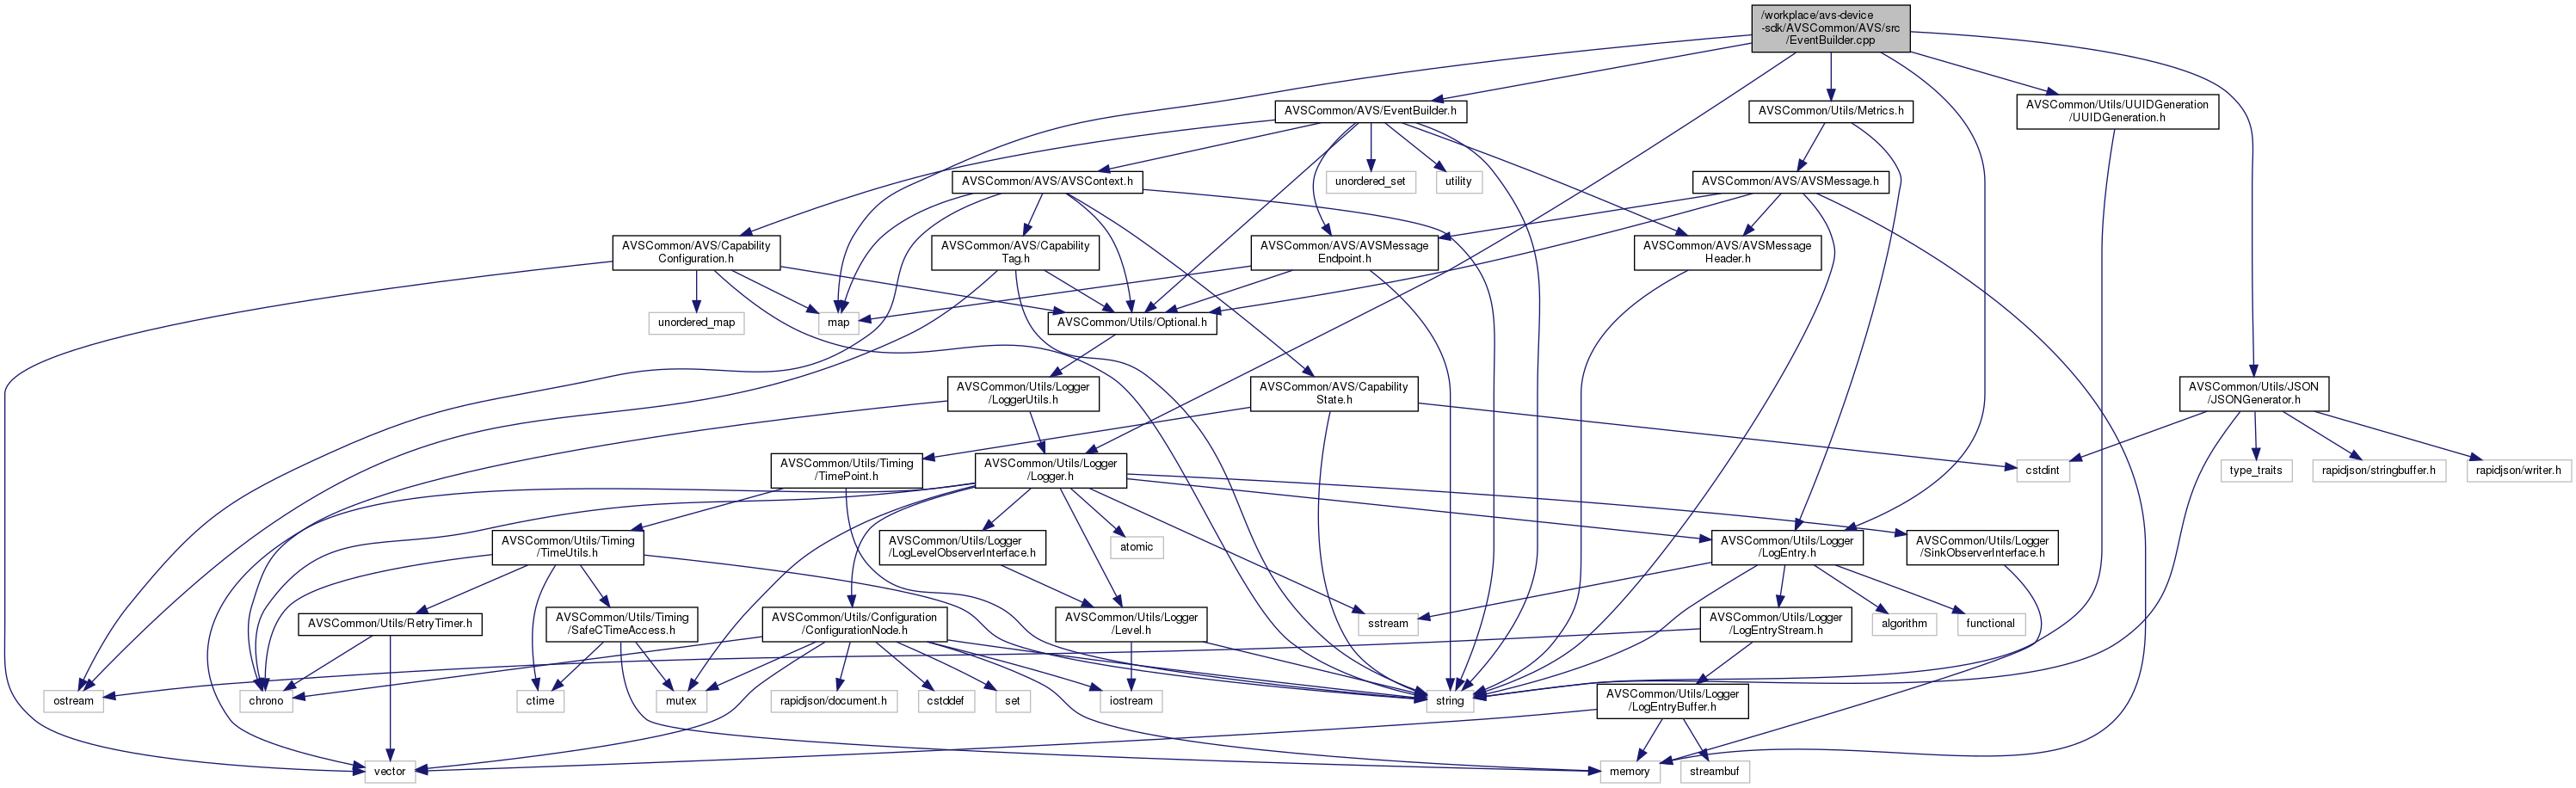 /workplace/avs-device
-sdk/AVSCommon/AVS/src
/EventBuilder.cpp
AVSCommon/AVS/EventBuilder.h
AVSCommon/Utils/Metrics.h
AVSCommon/Utils/UUIDGeneration
/UUIDGeneration.h
AVSCommon/AVS/AVSContext.h
unordered_set
utility
AVSCommon/AVS/AVSMessage.h
AVSCommon/AVS/Capability
Configuration.h
AVSCommon/AVS/Capability
Tag.h
AVSCommon/AVS/AVSMessage
Endpoint.h
AVSCommon/AVS/AVSMessage
Header.h
unordered_map
map
AVSCommon/Utils/Optional.h
AVSCommon/Utils/Logger
/LoggerUtils.h
AVSCommon/AVS/Capability
State.h
AVSCommon/Utils/JSON
/JSONGenerator.h
AVSCommon/Utils/Timing
/TimePoint.h
AVSCommon/Utils/Logger
/Logger.h
cstdint
type_traits
rapidjson/stringbuffer.h
rapidjson/writer.h
AVSCommon/Utils/Timing
/TimeUtils.h
AVSCommon/Utils/Logger
/LogLevelObserverInterface.h
atomic
AVSCommon/Utils/Logger
/LogEntry.h
AVSCommon/Utils/Logger
/SinkObserverInterface.h
AVSCommon/Utils/RetryTimer.h
AVSCommon/Utils/Timing
/SafeCTimeAccess.h
AVSCommon/Utils/Configuration
/ConfigurationNode.h
AVSCommon/Utils/Logger
/Level.h
sstream
AVSCommon/Utils/Logger
/LogEntryStream.h
algorithm
functional
ostream
chrono
ctime
mutex
rapidjson/document.h
cstddef
set
iostream
string
AVSCommon/Utils/Logger
/LogEntryBuffer.h
vector
memory
streambuf